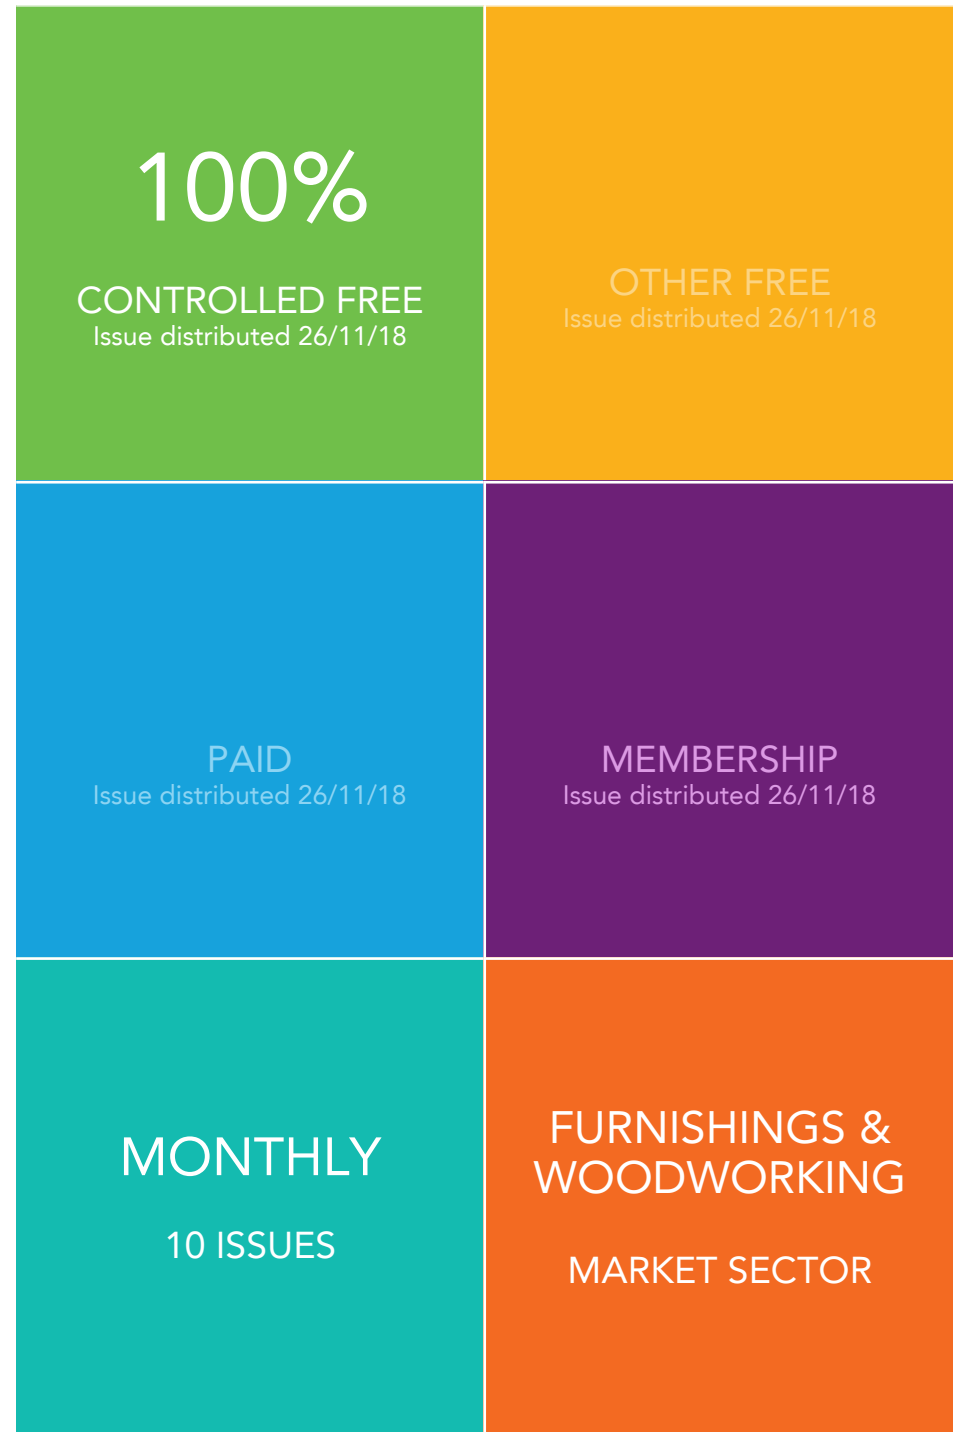 100%
CONTROLLED FREE
Issue distributed 26/11/18
OTHER FREE
Issue distributed 26/11/18
PAID
Issue distributed 26/11/18
MEMBERSHIP
Issue distributed 26/11/18
MONTHLY
10 ISSUES
FURNISHINGS &
WOODWORKING
MARKET SECTOR